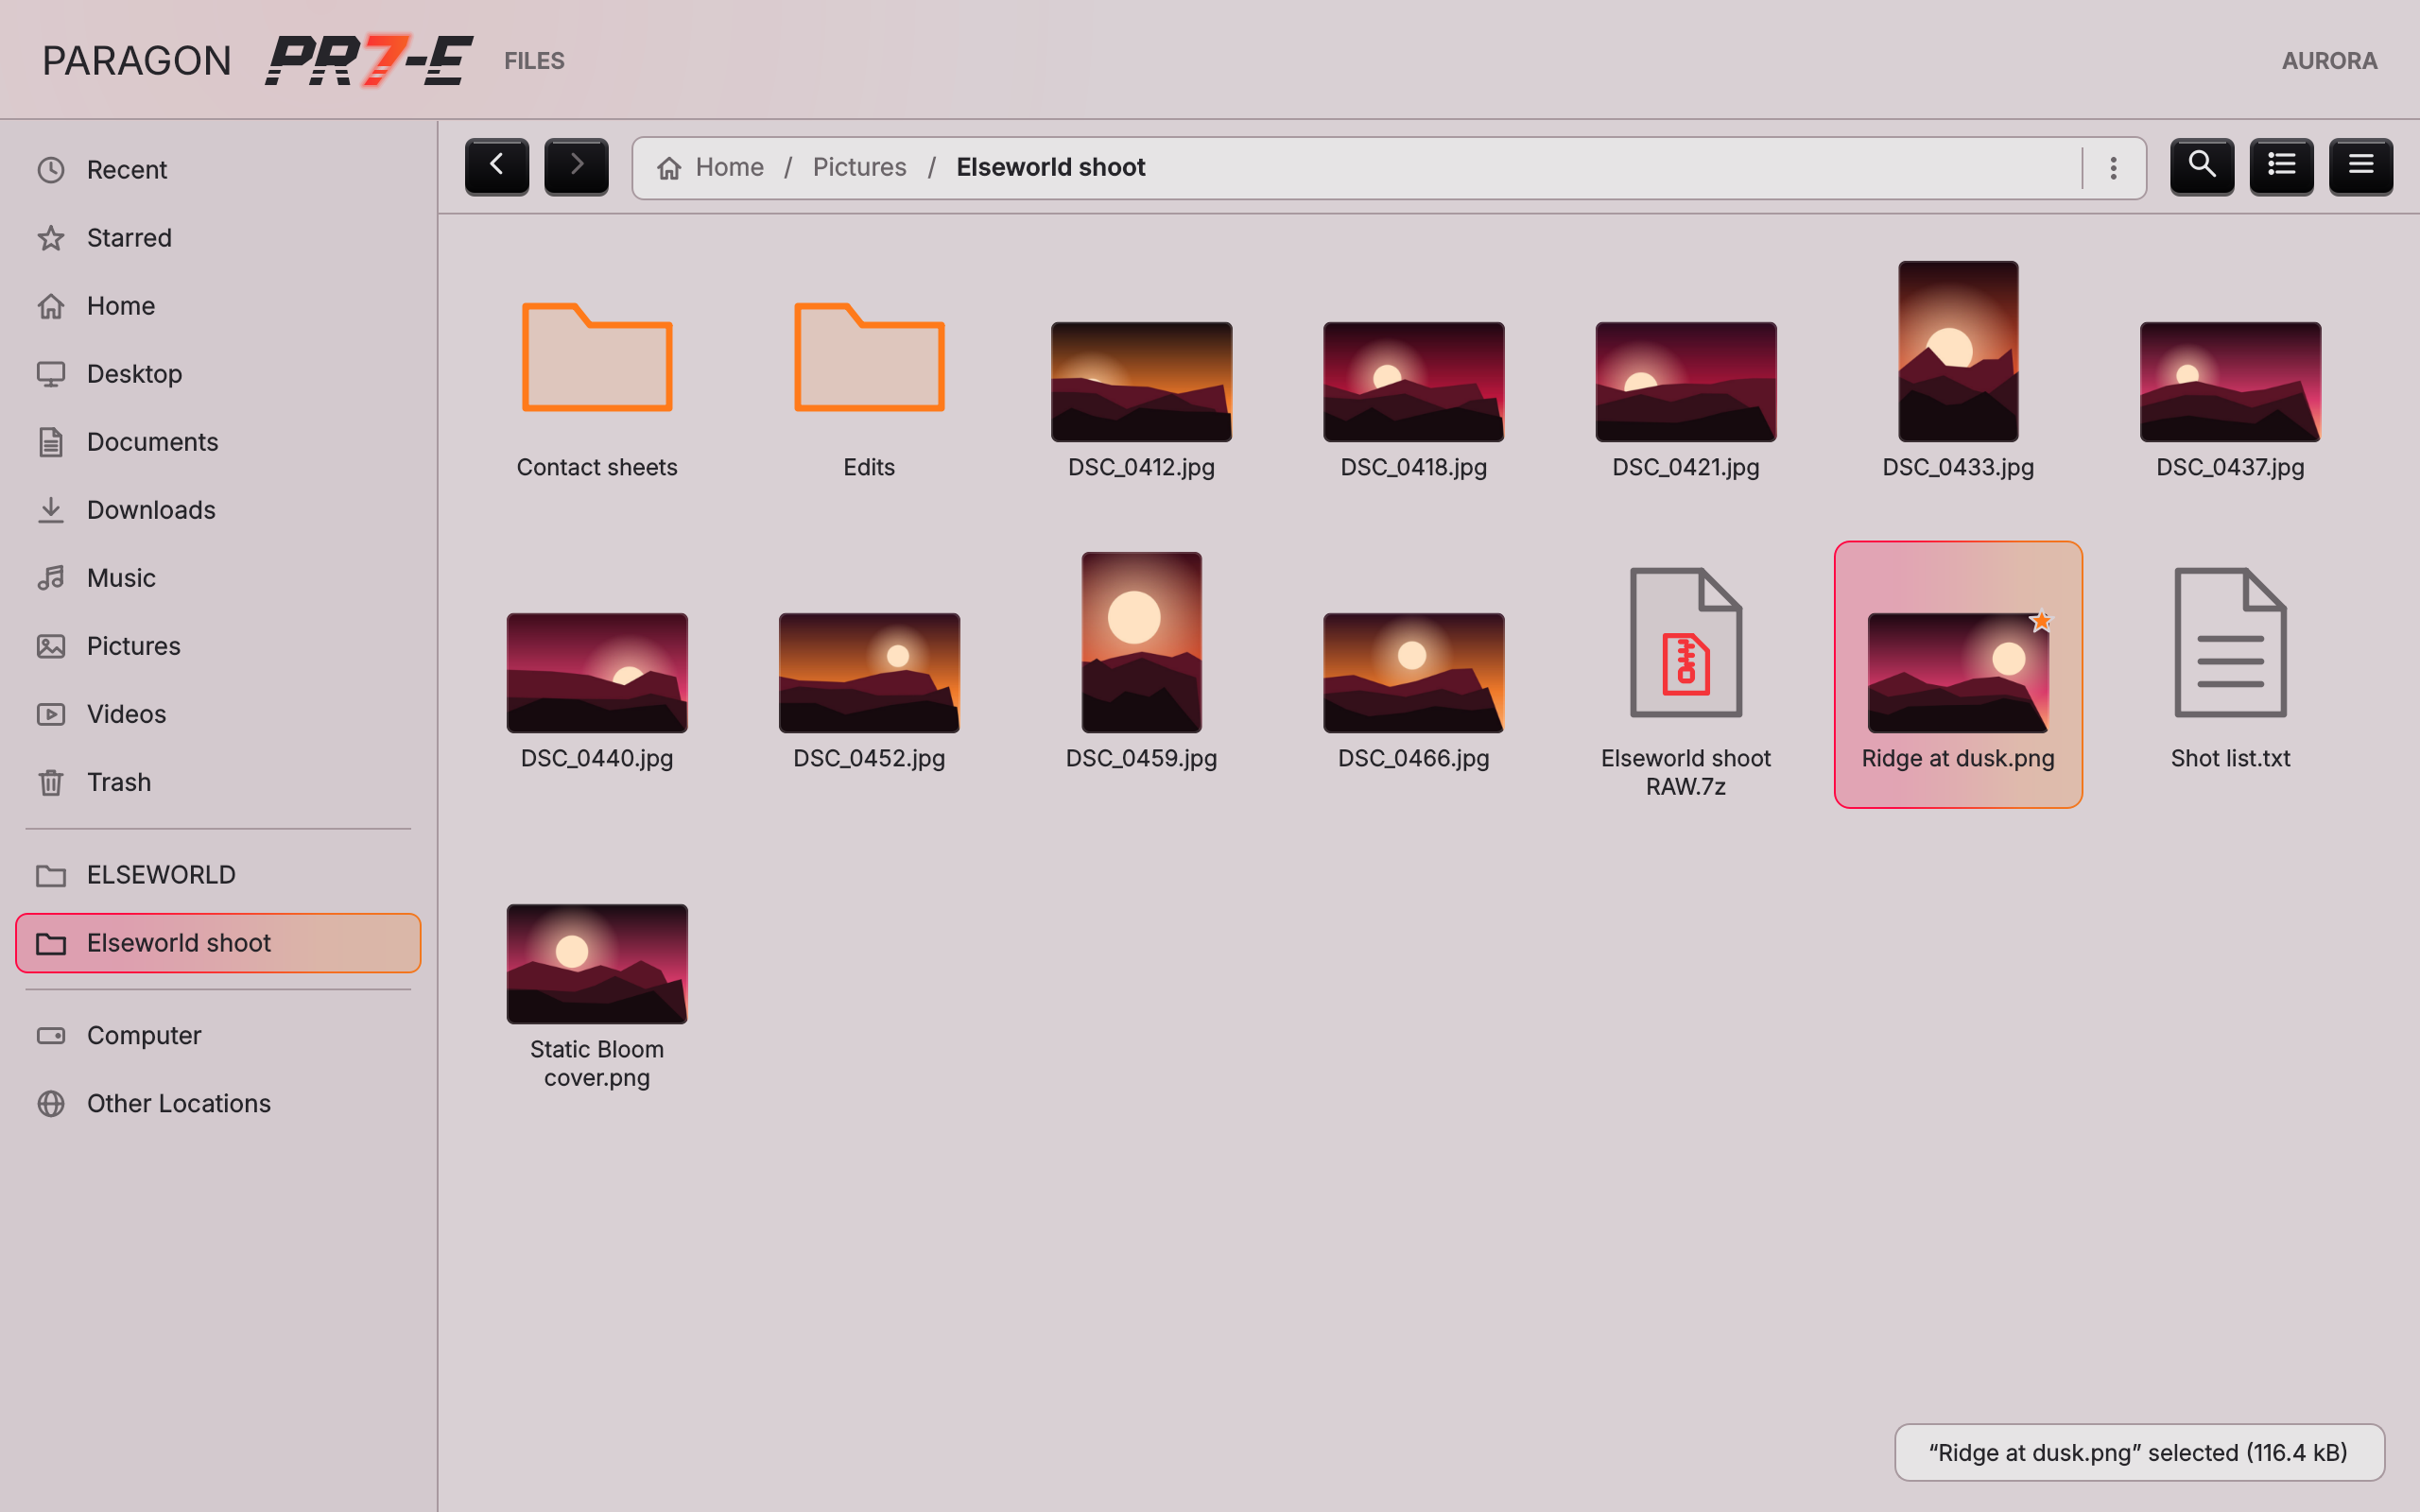 PARAGON PR7-E FILES AURORA
Recent
Starred
Home
Desktop
Documents
Downloads
Music
Pictures
Videos
Trash
ELSEWORLD
Elseworld shoot
Computer
Other Locations
Home / Pictures / Elseworld shoot
Contact sheets
Edits
DSC_0412.jpg
DSC_0418.jpg
DSC_0421.jpg
DSC_0433.jpg
DSC_0437.jpg
DSC_0440.jpg
DSC_0452.jpg
DSC_0459.jpg
DSC_0466.jpg
Elseworld shoot
RAW.7z
Ridge at dusk.png
Shot list.txt
Static Bloom
cover.png
“Ridge at dusk.png” selected (116.4 kB)